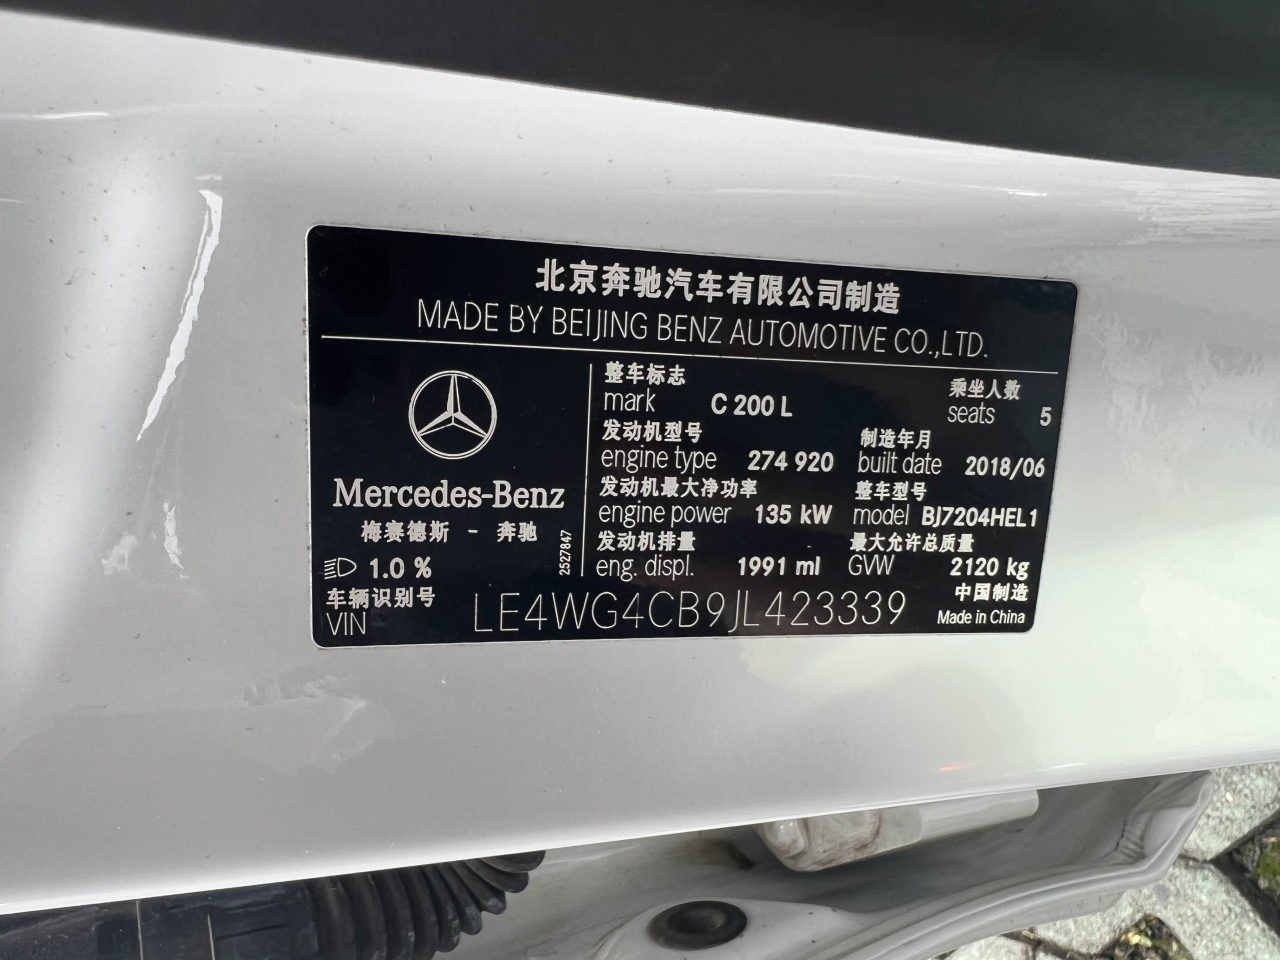 北京奔驰汽车有限公司制造
MADE BY BEIJING BENZ AUTOMOTIVE CO.,LTD.
整车标志 乘坐人数
mark C 200 L seats 5
发动机型号 制造年月
engine type 274 920 built date 2018/06
发动机最大净功率 整车型号
engine power 135 kW model BJ7204HEL1
发动机排量 最大允许总质量
eng. displ. 1991 ml GVW 2120 kg
Mercedes-Benz
梅赛德斯 - 奔驰
2527847
1.0 %
车辆识别号
VIN LE4WG4CB9JL423339
中国制造
Made in China